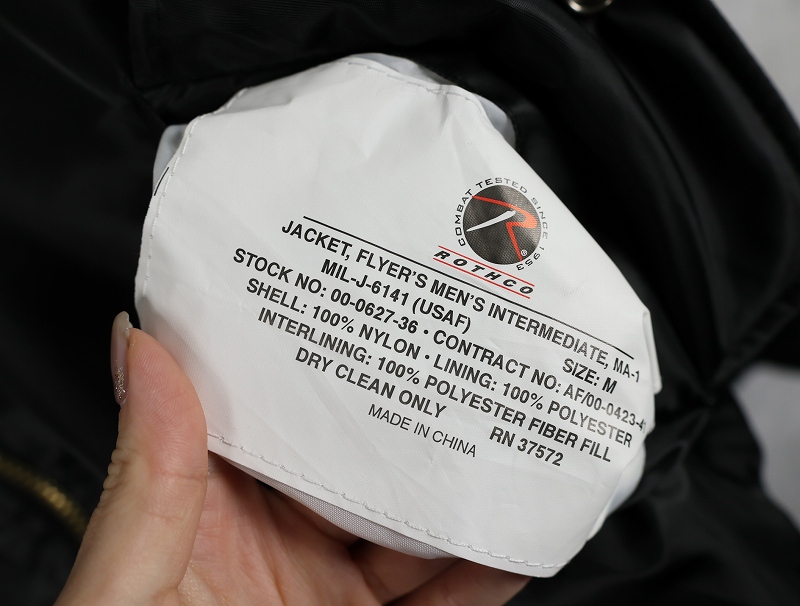 COMBAT TESTED SINCE 1953
R
ROTHCO
JACKET, FLYER'S MEN'S INTERMEDIATE, MA-1
MIL-J-6141 (USAF) SIZE: M
STOCK NO: 00-0627-36 • CONTRACT NO: AF/00-0423-4
SHELL: 100% NYLON • LINING: 100% POLYESTER
INTERLINING: 100% POLYESTER FIBER FILL
DRY CLEAN ONLY RN 37572
MADE IN CHINA